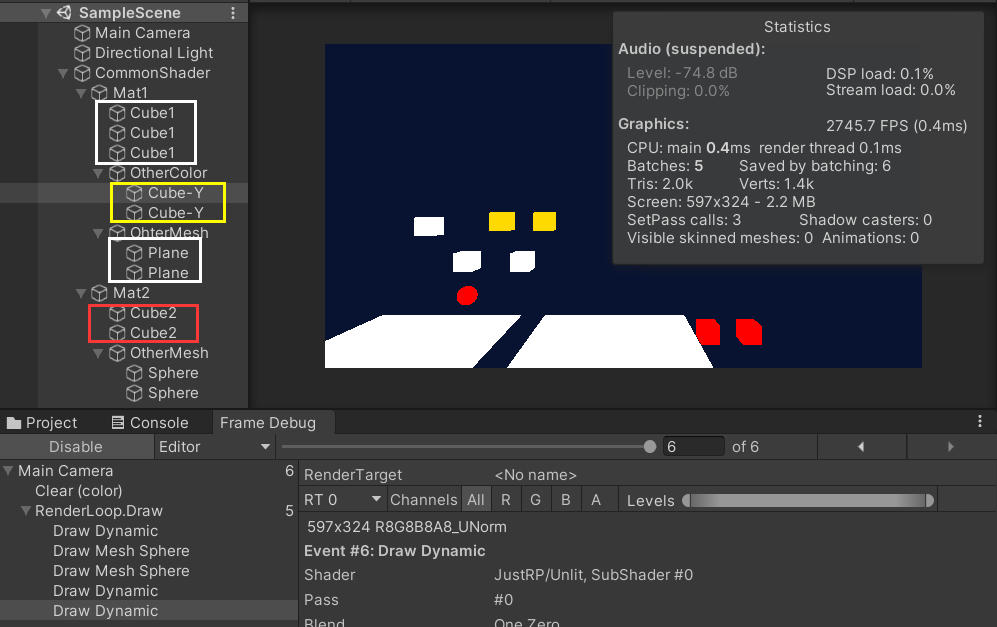 SampleScene
Main Camera
Directional Light
CommonShader
Mat1
Cube1
Cube1
Cube1
OtherColor
Cube-Y
Cube-Y
OhterMesh
Plane
Plane
Mat2
Cube2
Cube2
OtherMesh
Sphere
Sphere
Statistics
Audio (suspended):
Level: -74.8 dB DSP load: 0.1%
Clipping: 0.0% Stream load: 0.0%
Graphics: 2745.7 FPS (0.4ms)
CPU: main 0.4ms render thread 0.1ms
Batches: 5 Saved by batching: 6
Tris: 2.0k Verts: 1.4k
Screen: 597x324 - 2.2 MB
SetPass calls: 3 Shadow casters: 0
Visible skinned meshes: 0 Animations: 0
Project Console Frame Debug
Disable Editor 6 of 6
Main Camera 6
Clear (color)
RenderLoop.Draw 5
Draw Dynamic
Draw Mesh Sphere
Draw Mesh Sphere
Draw Dynamic
Draw Dynamic
RenderTarget <No name>
RT 0 Channels All R G B A Levels
597x324 R8G8B8A8_UNorm
Event #6: Draw Dynamic
Shader JustRP/Unlit, SubShader #0
Pass #0
Blend One Zero